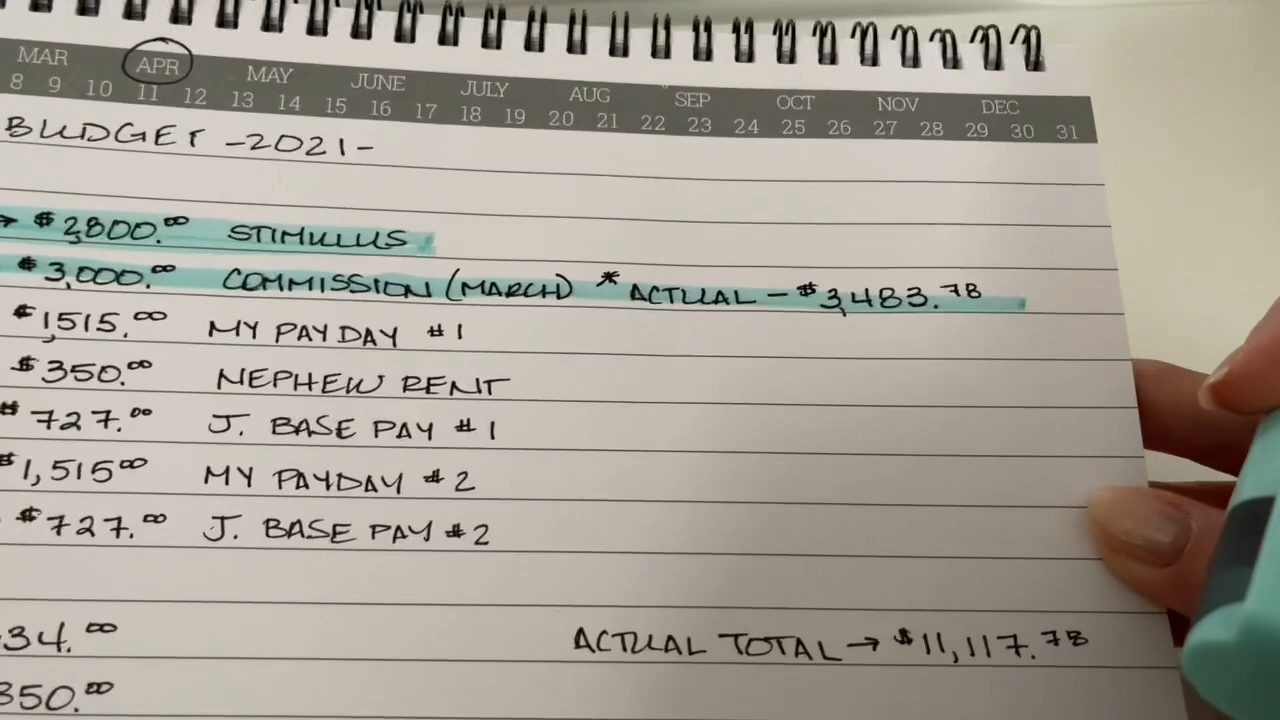 MAR APR MAY JUNE JULY AUG SEP OCT NOV DEC
8 9 10 11 12 13 14 15 16 17 18 19 20 21 22 23 24 25 26 27 28 29 30 31
BUDGET -2021-
→ $2,800.00 STIMULUS
$3,000.00 COMMISSION (MARCH) *ACTUAL - $3,483.78
$1,515.00 MY PAYDAY #1
$350.00 NEPHEW RENT
#727.00 J. BASE PAY #1
$1,515 00 MY PAYDAY #2
$727.00 J. BASE PAY #2
34.00 ACTUAL TOTAL → $11,117.78
350.00